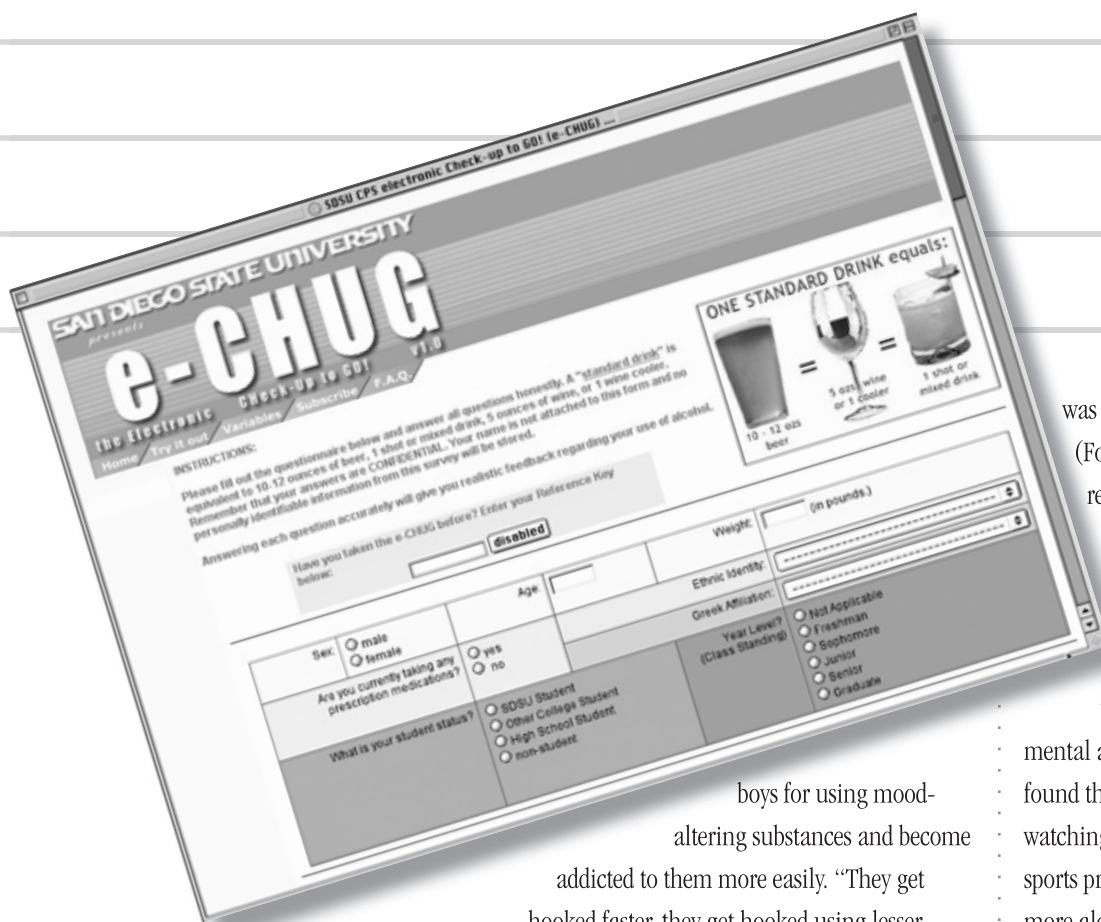 SDSU CPS electronic Check-up to GO! (e-CHUG) ...
SAN DIEGO STATE UNIVERSITY
presents
e-CHUG
the Electronic CHeck-Up to GO! v1.0
Home / Try it out / Variables / Subscribe / F.A.Q.
ONE STANDARD DRINK equals:
= =
10 - 12 ozs
beer
5 ozs. wine
or 1 cooler
1 shot or
mixed drink
INSTRUCTIONS:
Please fill out the questionnaire below and answer all questions honestly. A "standard drink" is
equivalent to 10-12 ounces of beer, 1 shot or mixed drink, 5 ounces of wine, or 1 wine cooler.
Remember that your answers are CONFIDENTIAL. Your name is not attached to this form and no
personally identifiable information from this survey will be stored.
Answering each question accurately will give you realistic feedback regarding your use of alcohol.
Have you taken the e-CHUG before? Enter your Reference Key
below:
disabled
Sex:
male
female
Age:
Weight:
(in pounds.)
Are you currently taking any
prescription medications?
yes
no
Ethnic Identity:
Greek Affiliation:
What is your student status?
SDSU Student
Other College Student
High School Student
non-student
Year Level?
(Class Standing)
Not Applicable
Freshman
Sophomore
Junior
Senior
Graduate
boys for using mood-
altering substances and become
addicted to them more easily. “They get
hooked faster, they get hooked using lesser
was
(Fo
re
mental a
found th
watching
sports pr
more alc